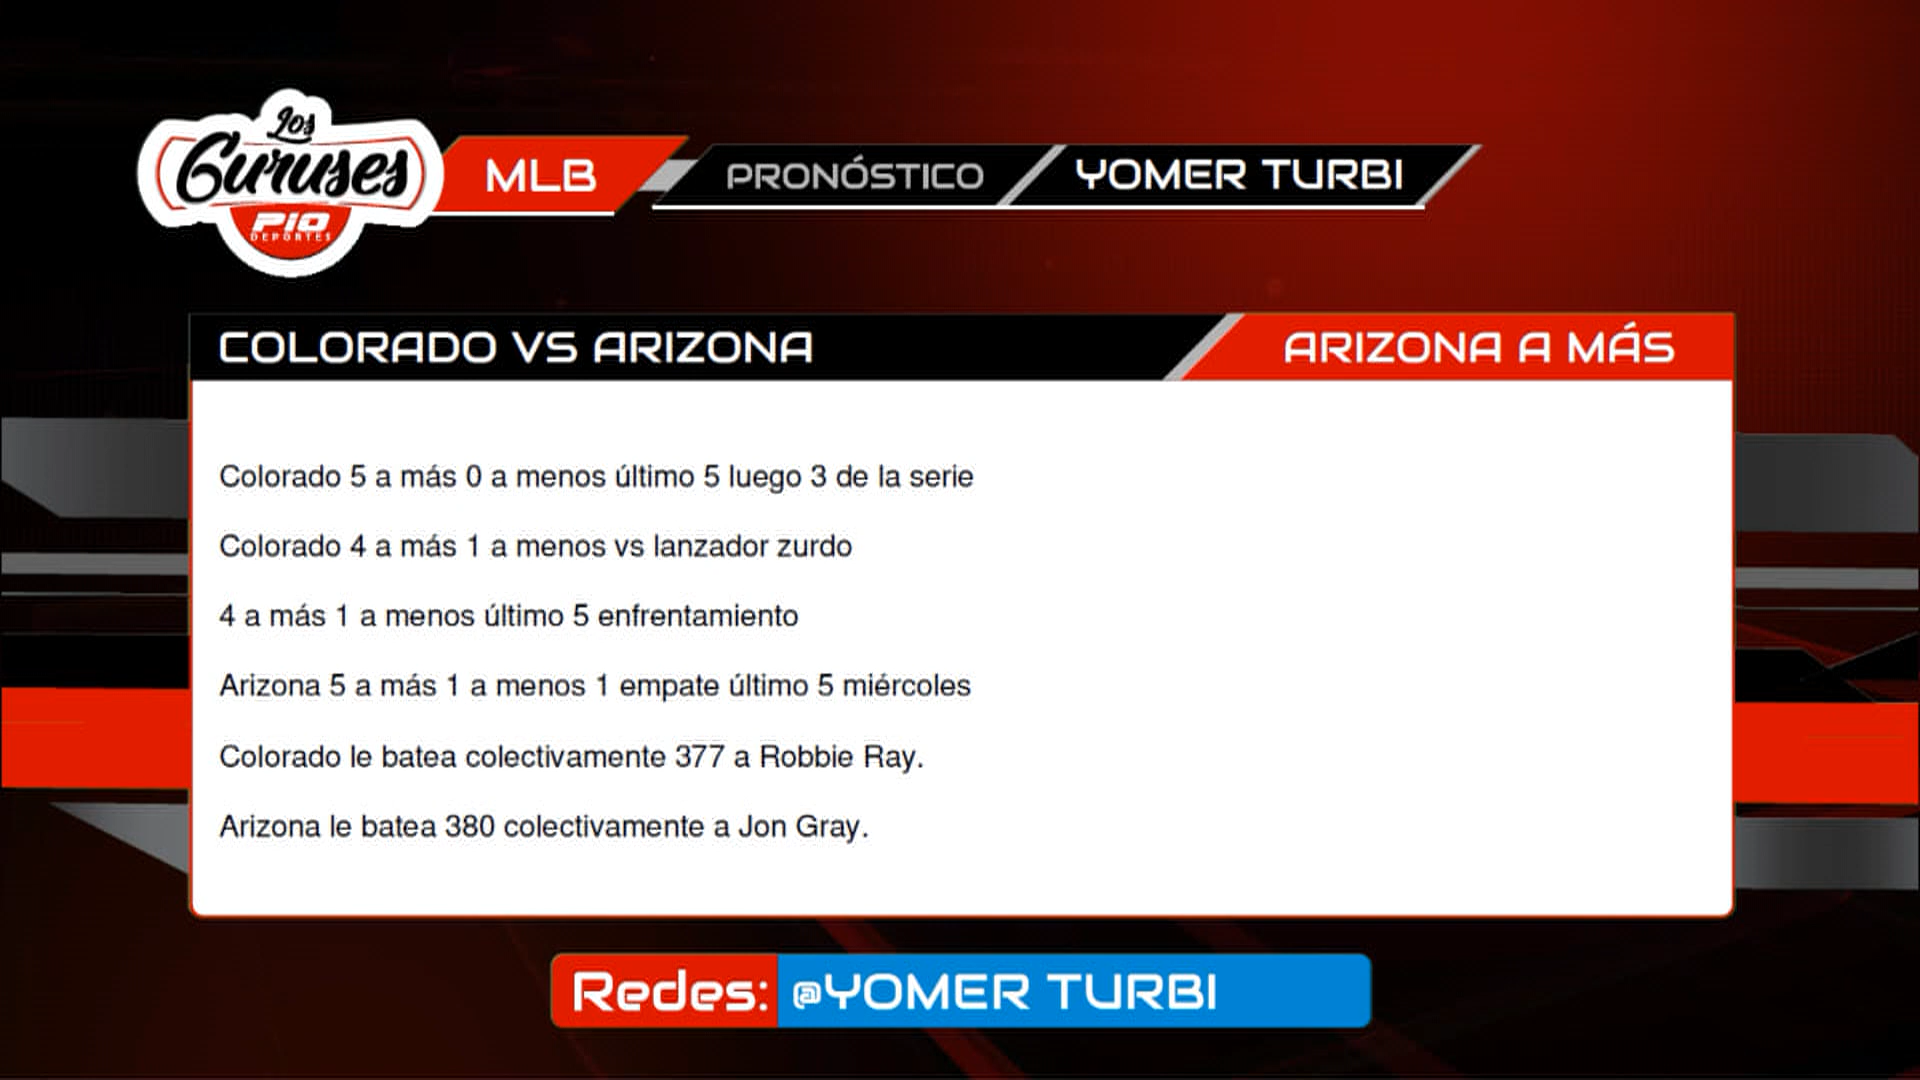 Los
Guruses
PIO
DEPORTES
MLB
PRONÓSTICO
YOMER TURBI
COLORADO VS ARIZONA
ARIZONA A MÁS
Colorado 5 a más 0 a menos último 5 luego 3 de la serie
Colorado 4 a más 1 a menos vs lanzador zurdo
4 a más 1 a menos último 5 enfrentamiento
Arizona 5 a más 1 a menos 1 empate último 5 miércoles
Colorado le batea colectivamente 377 a Robbie Ray.
Arizona le batea 380 colectivamente a Jon Gray.
Redes: @YOMER TURBI